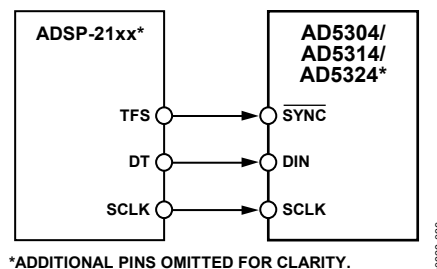 ADSP-21xx*
AD5304/
AD5314/
AD5324*
TFS
SYNC
DT
DIN
SCLK
SCLK
*ADDITIONAL PINS OMITTED FOR CLARITY.